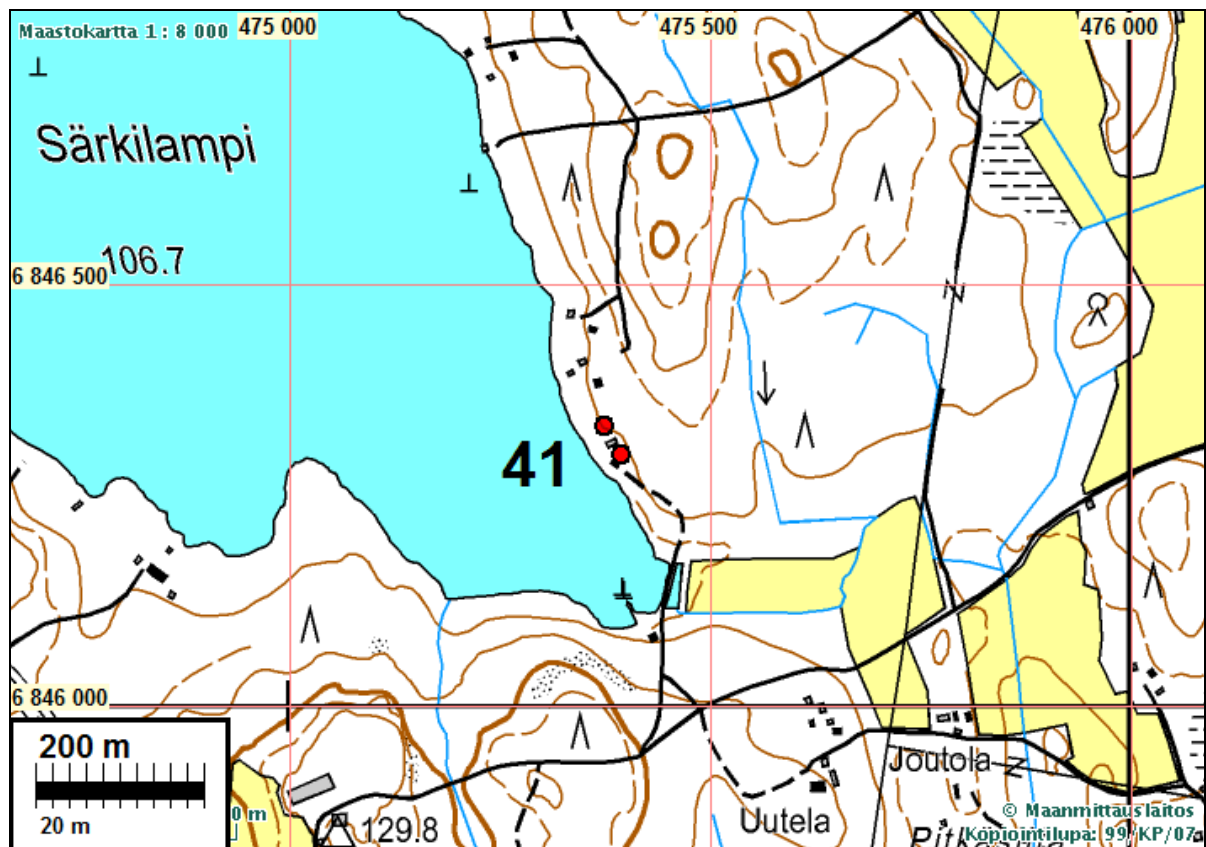 Maastokartta 1 : 8 000
475 000
475 500
476 000
Särkilampi
106.7
6 846 500
41
6 846 000
200 m
20 m
0 m
129.8
Joutola
Uutela
© Maanmittauslaitos
Kopiointilupa: 99/KP/07